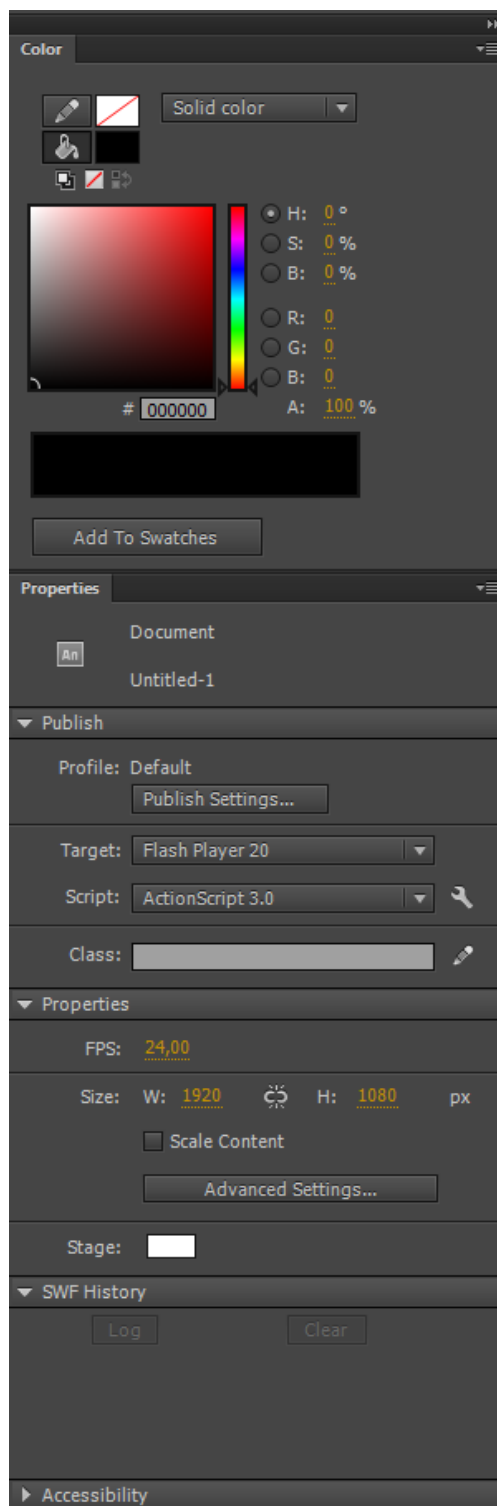 Color
Solid color
H: 0 °
S: 0 %
B: 0 %
R: 0
G: 0
B: 0
# 000000 A: 100 %
Add To Swatches
Properties
Document
An
Untitled-1
Publish
Profile: Default
Publish Settings...
Target: Flash Player 20
Script: ActionScript 3.0
Class:
Properties
FPS: 24,00
Size: W: 1920 H: 1080 px
Scale Content
Advanced Settings...
Stage:
SWF History
Log Clear
Accessibility